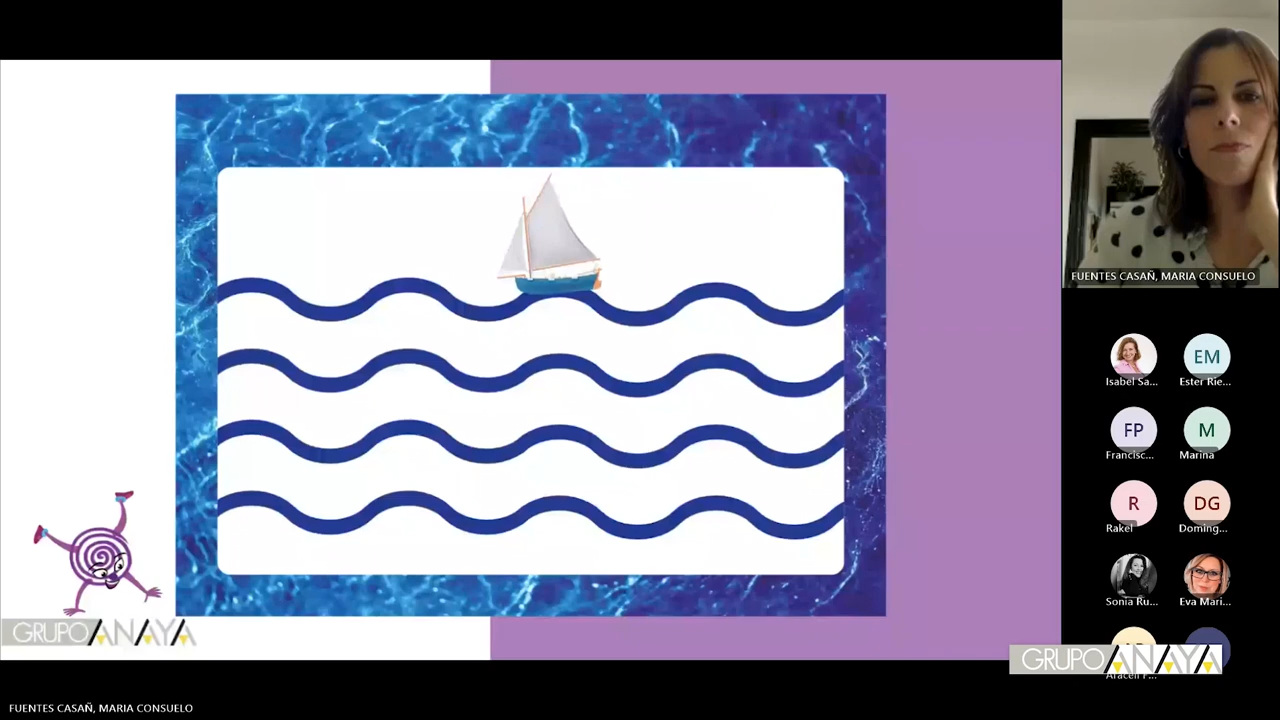 FUENTES CASAÑ, MARIA CONSUELO
Isabel Sa...
EM
Ester Rie...
FP
Francisc...
M
Marina
R
Rakel
DG
Doming...
Sonia Ru...
Eva Mari...
GRUPO ANAYA
GRUPO ANAYA
Araceli P...
FUENTES CASAÑ, MARIA CONSUELO